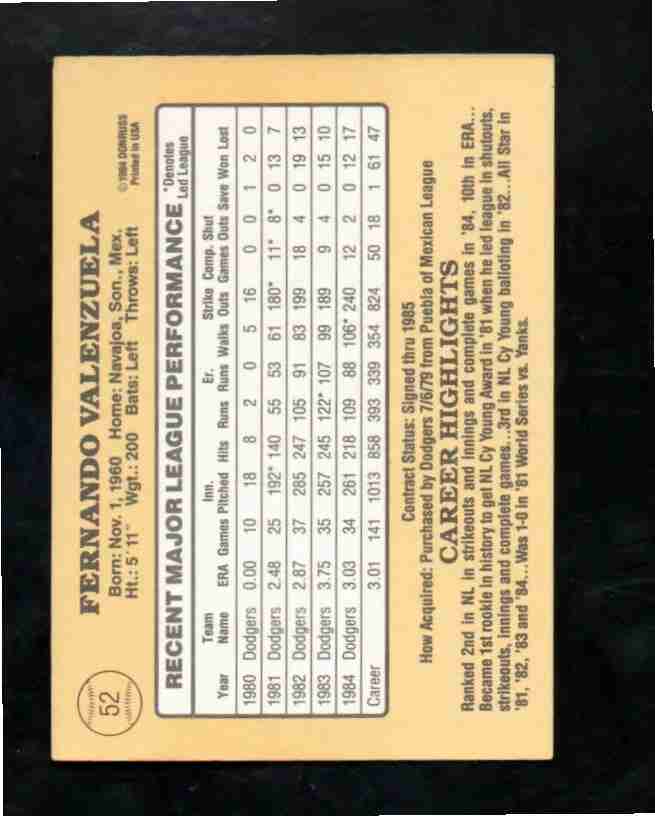 52
FERNANDO VALENZUELA
© 1984 DONRUSS
Printed in USA
Born: Nov. 1, 1960 Home: Navajoa, Son., Mex.
Ht.: 5' 11" Wgt.: 200 Bats: Left Throws: Left
RECENT MAJOR LEAGUE PERFORMANCE *Denotes Led League
Year Team Name ERA Games Inn. Pitched Hits Runs Er. Runs Walks Strike Outs Comp. Games Shut Outs Save Won Lost
1980 Dodgers 0.00 10 18 8 2 0 5 16 0 0 1 2 0
1981 Dodgers 2.48 25 192* 140 55 53 61 180* 11* 8* 0 13 7
1982 Dodgers 2.87 37 285 247 105 91 83 199 18 4 0 19 13
1983 Dodgers 3.75 35 257 245 122* 107 99 189 9 4 0 15 10
1984 Dodgers 3.03 34 261 218 109 88 106* 240 12 2 0 12 17
Career 3.01 141 1013 858 393 339 354 824 50 18 1 61 47
Contract Status: Signed thru 1985
How Acquired: Purchased by Dodgers 7/6/79 from Puebla of Mexican League
CAREER HIGHLIGHTS
Ranked 2nd in NL in strikeouts and innings and complete games in '84, 10th in ERA...
Became 1st rookie in history to get NL Cy Young Award in '81 when he led league in shutouts,
strikeouts, innings and complete games...3rd in NL Cy Young balloting in '82...All Star in
'81, '82, '83 and '84...Was 1-0 in '81 World Series vs. Yanks.